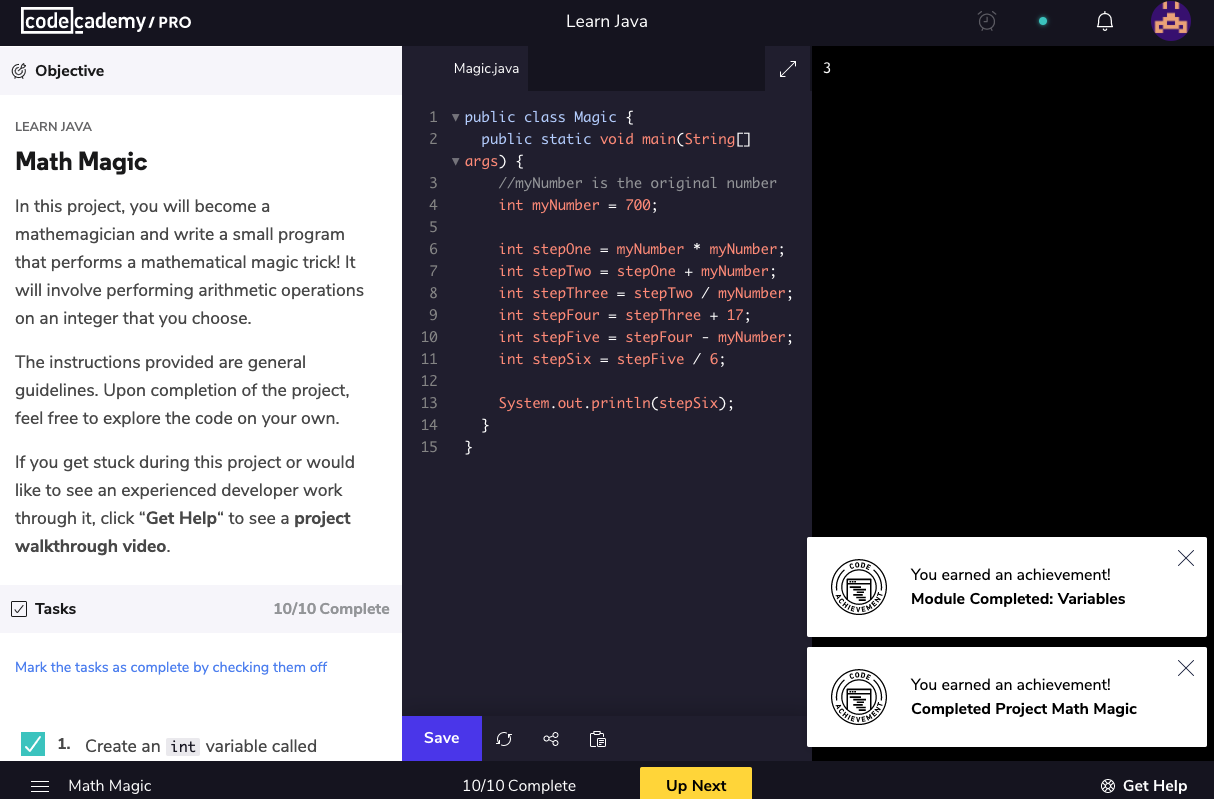 codecademy / PRO
Learn Java
Objective
LEARN JAVA
Math Magic
In this project, you will become a
mathemagician and write a small program
that performs a mathematical magic trick! It
will involve performing arithmetic operations
on an integer that you choose.
The instructions provided are general
guidelines. Upon completion of the project,
feel free to explore the code on your own.
If you get stuck during this project or would
like to see an experienced developer work
through it, click “Get Help“ to see a project
walkthrough video.
Tasks
10/10 Complete
Mark the tasks as complete by checking them off
1. Create an int variable called
Magic.java
1 public class Magic {
2   public static void main(String[]
args) {
3     //myNumber is the original number
4     int myNumber = 700;
5
6     int stepOne = myNumber * myNumber;
7     int stepTwo = stepOne + myNumber;
8     int stepThree = stepTwo / myNumber;
9     int stepFour = stepThree + 17;
10     int stepFive = stepFour - myNumber;
11     int stepSix = stepFive / 6;
12
13     System.out.println(stepSix);
14   }
15 }
Save
3
CODE ACHIEVEMENT
You earned an achievement!
Module Completed: Variables
CODE ACHIEVEMENT
You earned an achievement!
Completed Project Math Magic
Math Magic
10/10 Complete
Up Next
Get Help